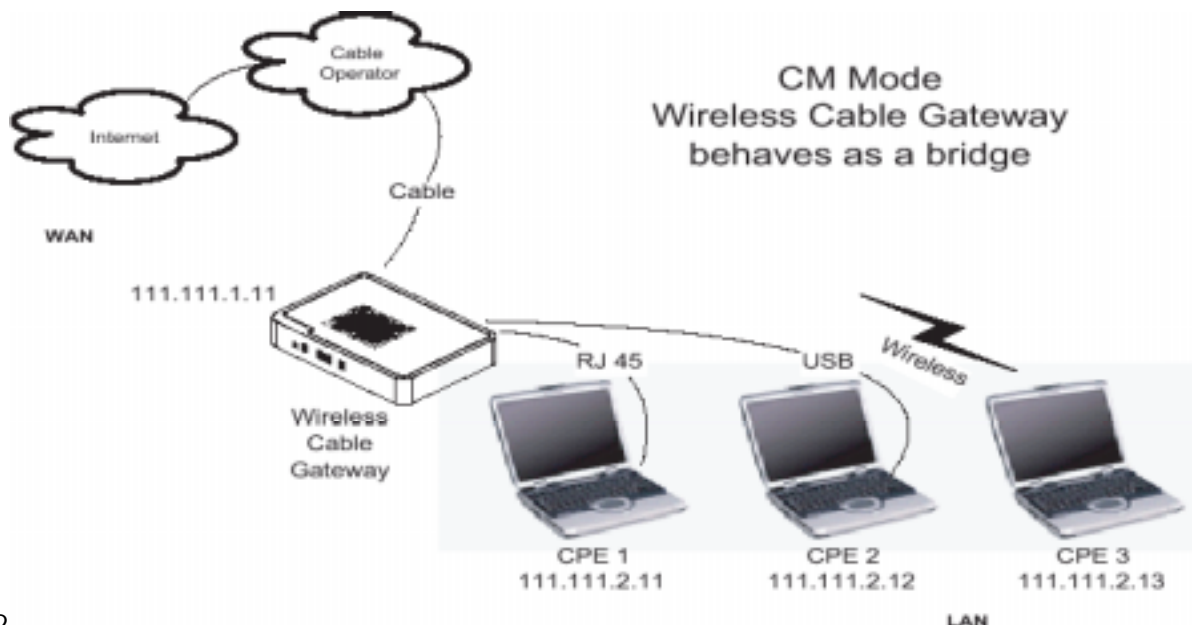 Cable
Operator
Internet
CM Mode
Wireless Cable Gateway
behaves as a bridge
Cable
WAN
111.111.1.11
RJ 45
USB
Wireless
Wireless
Cable
Gateway
CPE 1
111.111.2.11
CPE 2
111.111.2.12
CPE 3
111.111.2.13
LAN